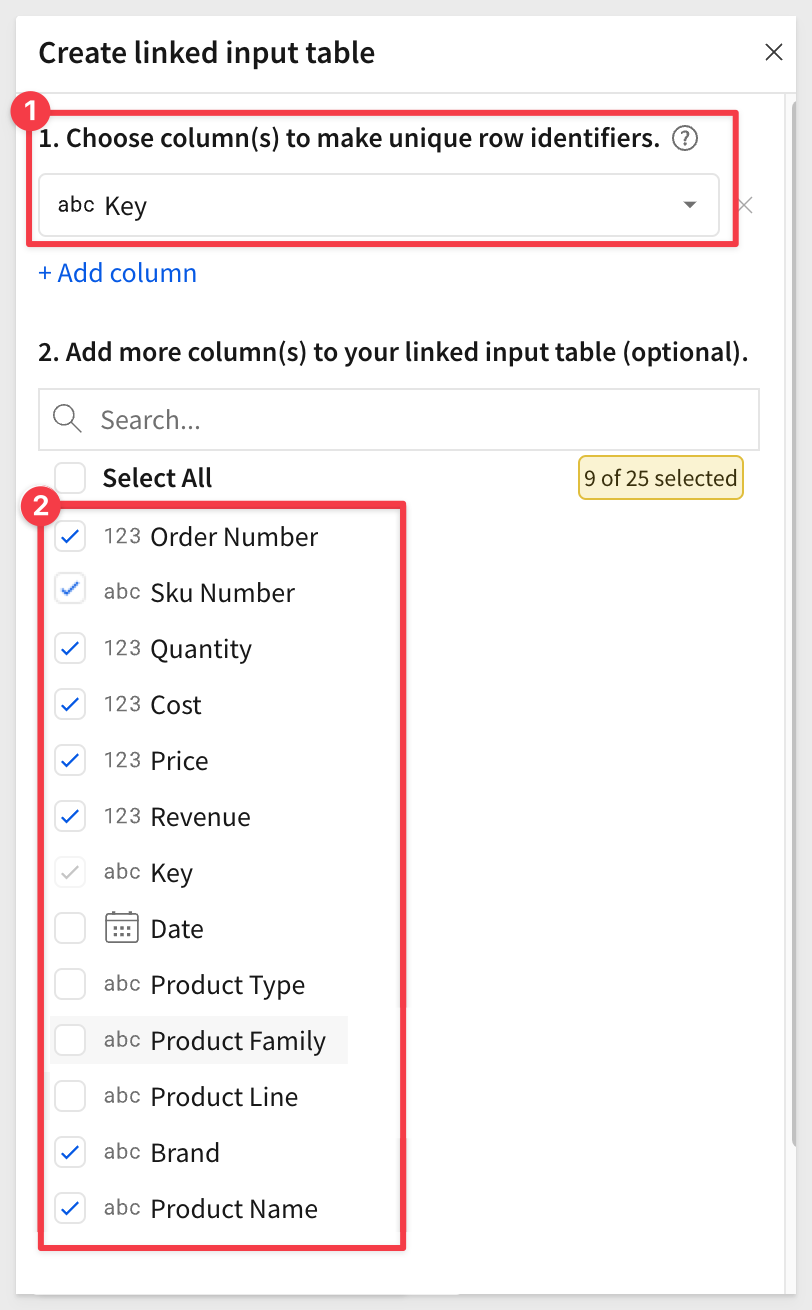 Create linked input table
1
1. Choose column(s) to make unique row identifiers. ?
abc Key
+ Add column
2. Add more column(s) to your linked input table (optional).
Search...
Select All 9 of 25 selected
2
123 Order Number
abc Sku Number
123 Quantity
123 Cost
123 Price
123 Revenue
abc Key
Date
abc Product Type
abc Product Family
abc Product Line
abc Brand
abc Product Name